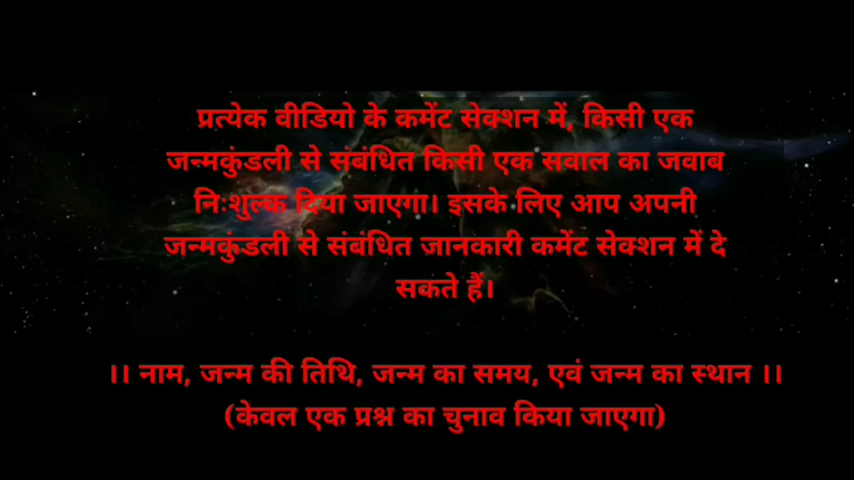 प्रत्येक वीडियो के कमेंट सेक्शन में, किसी एक
जन्मकुंडली से संबंधित किसी एक सवाल का जवाब
नि:शुल्क दिया जाएगा। इसके लिए आप अपनी
जन्मकुंडली से संबंधित जानकारी कमेंट सेक्शन में दे
सकते हैं।
।। नाम, जन्म की तिथि, जन्म का समय, एवं जन्म का स्थान ।।
(केवल एक प्रश्न का चुनाव किया जाएगा)